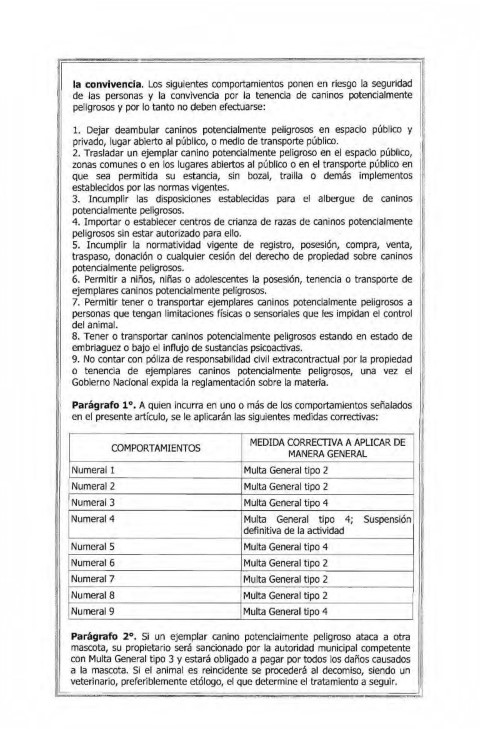 la convivencia. Los siguientes comportamientos ponen en riesgo la seguridad
de las personas y la convivencia por la tenencia de caninos potencialmente
peligrosos y por lo tanto no deben efectuarse:
1. Dejar deambular caninos potencialmente peligrosos en espacio público y
privado, lugar abierto al público, o medio de transporte público.
2. Trasladar un ejemplar canino potencialmente peligroso en el espacio público,
zonas comunes o en los lugares abiertos al público o en el transporte público en
que sea permitida su estancia, sin bozal, trailla o demás implementos
establecidos por las normas vigentes.
3. Incumplir las disposiciones establecidas para el albergue de caninos
potencialmente peligrosos.
4. Importar o establecer centros de crianza de razas de caninos potencialmente
peligrosos sin estar autorizado para ello.
5. Incumplir la normatividad vigente de registro, posesión, compra, venta,
traspaso, donación o cualquier cesión del derecho de propiedad sobre caninos
potencialmente peligrosos.
6. Permitir a niños, niñas o adolescentes la posesión, tenencia o transporte de
ejemplares caninos potencialmente peligrosos.
7. Permitir tener o transportar ejemplares caninos potencialmente peligrosos a
personas que tengan limitaciones físicas o sensoriales que les impidan el control
del animal.
8. Tener o transportar caninos potencialmente peligrosos estando en estado de
embriaguez o bajo el influjo de sustancias psicoactivas.
9. No contar con póliza de responsabilidad civil extracontractual por la propiedad
o tenencia de ejemplares caninos potencialmente peligrosos, una vez el
Gobierno Nacional expida la reglamentación sobre la materia.
Parágrafo 1°. A quien incurra en uno o más de los comportamientos señalados
en el presente artículo, se le aplicarán las siguientes medidas correctivas:
COMPORTAMIENTOS MEDIDA CORRECTIVA A APLICAR DE
MANERA GENERAL
Numeral 1 Multa General tipo 2
Numeral 2 Multa General tipo 2
Numeral 3 Multa General tipo 4
Numeral 4 Multa General tipo 4; Suspensión
definitiva de la actividad
Numeral 5 Multa General tipo 4
Numeral 6 Multa General tipo 2
Numeral 7 Multa General tipo 2
Numeral 8 Multa General tipo 2
Numeral 9 Multa General tipo 4
Parágrafo 2°. Si un ejemplar canino potencialmente peligroso ataca a otra
mascota, su propietario será sancionado por la autoridad municipal competente
con Multa General tipo 3 y estará obligado a pagar por todos los daños causados
a la mascota. Si el animal es reincidente se procederá al decomiso, siendo un
veterinario, preferiblemente etólogo, el que determine el tratamiento a seguir.